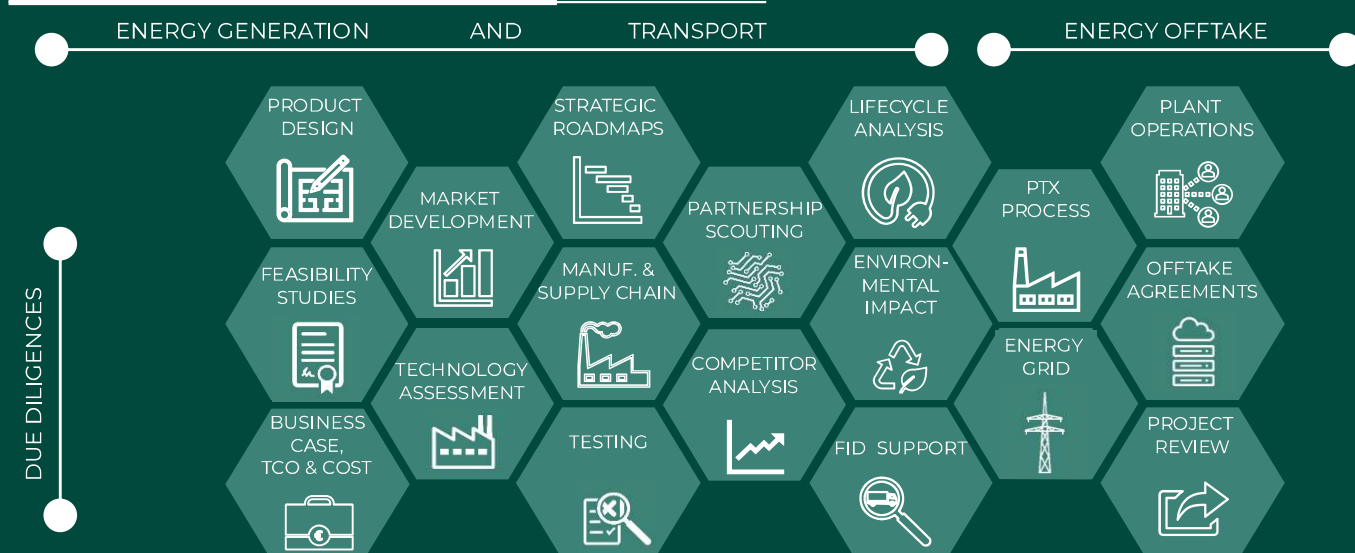 ENERGY GENERATION AND TRANSPORT
ENERGY OFFTAKE
DUE DILIGENCES
PRODUCT
DESIGN
STRATEGIC
ROADMAPS
LIFECYCLE
ANALYSIS
PLANT
OPERATIONS
MARKET
DEVELOPMENT
PARTNERSHIP
SCOUTING
PTX
PROCESS
FEASIBILITY
STUDIES
MANUF. &
SUPPLY CHAIN
ENVIRON-
MENTAL
IMPACT
OFFTAKE
AGREEMENTS
TECHNOLOGY
ASSESSMENT
COMPETITOR
ANALYSIS
ENERGY
GRID
BUSINESS
CASE,
TCO & COST
TESTING
FID SUPPORT
PROJECT
REVIEW